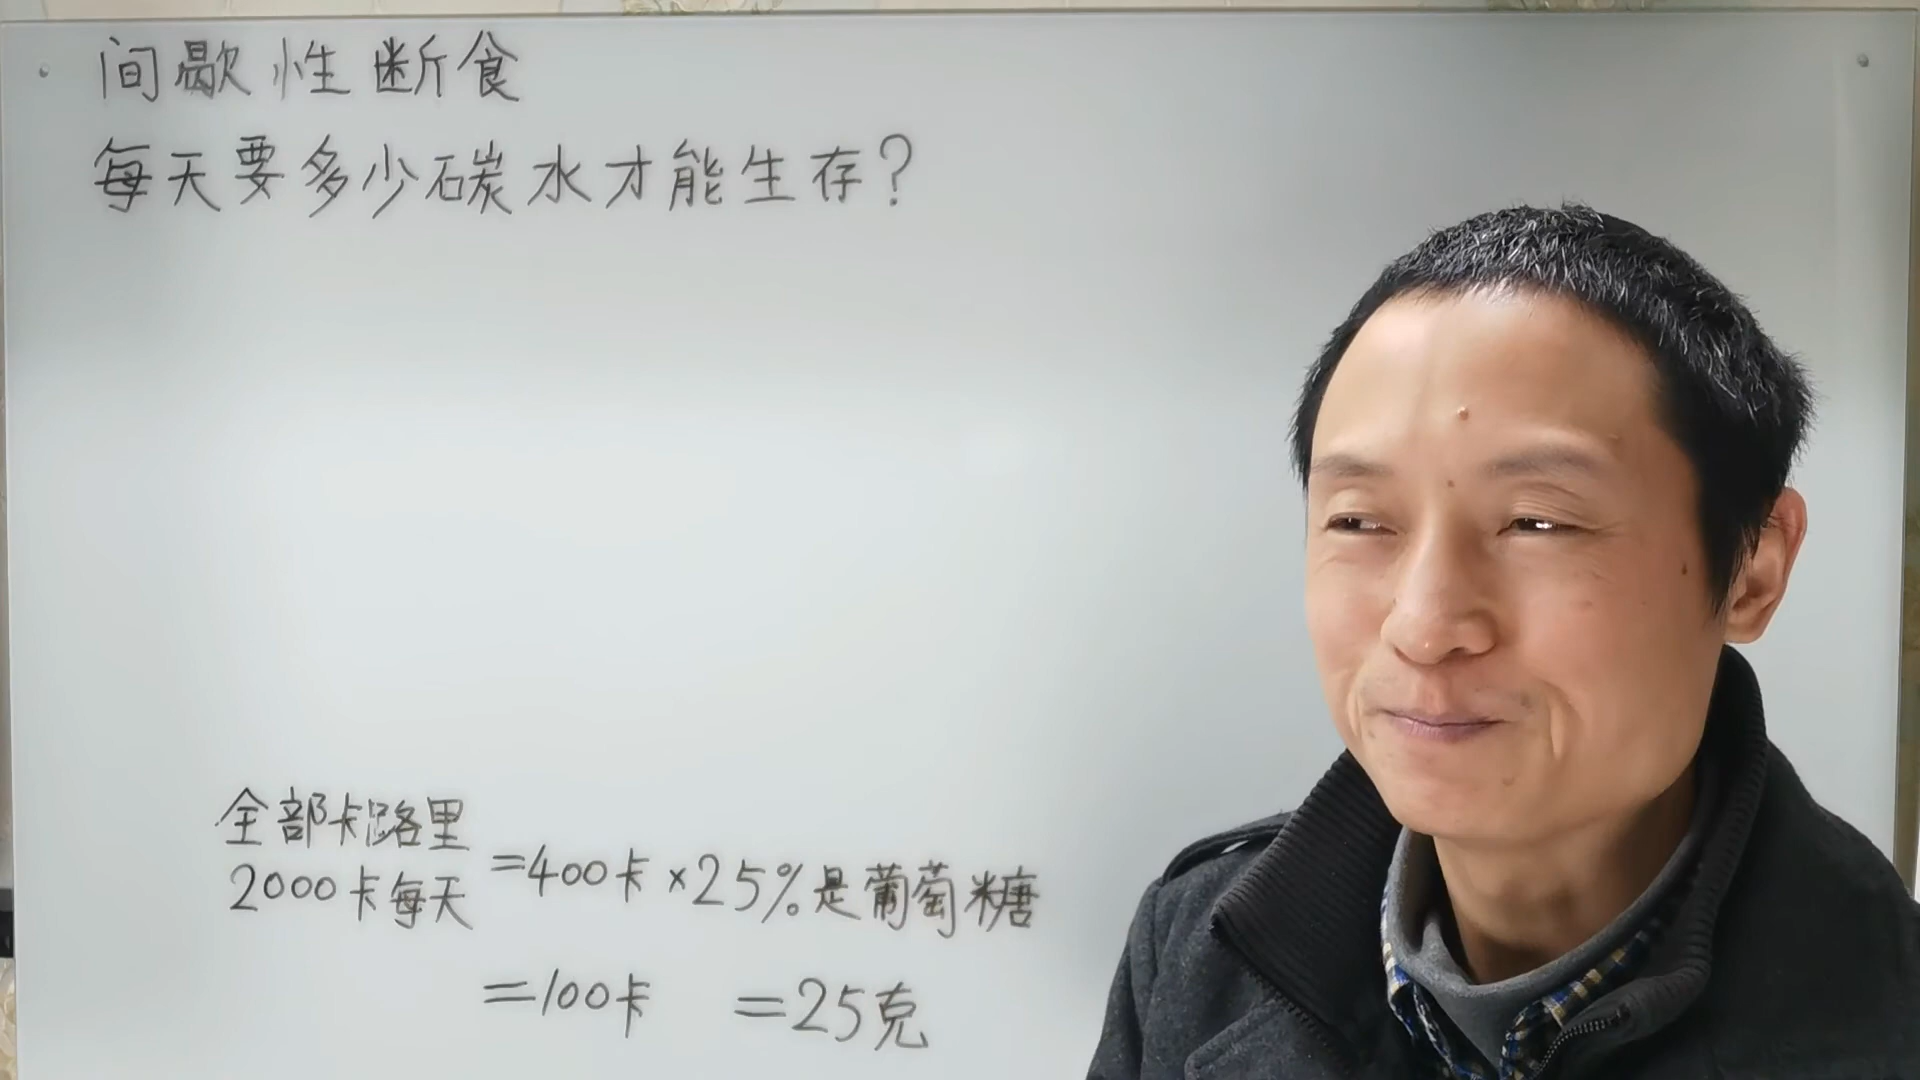 间歇性断食
每天要多少碳水才能生存?
全部卡路里
2000卡每天 =400卡×25%是葡萄糖
=100卡 =25克